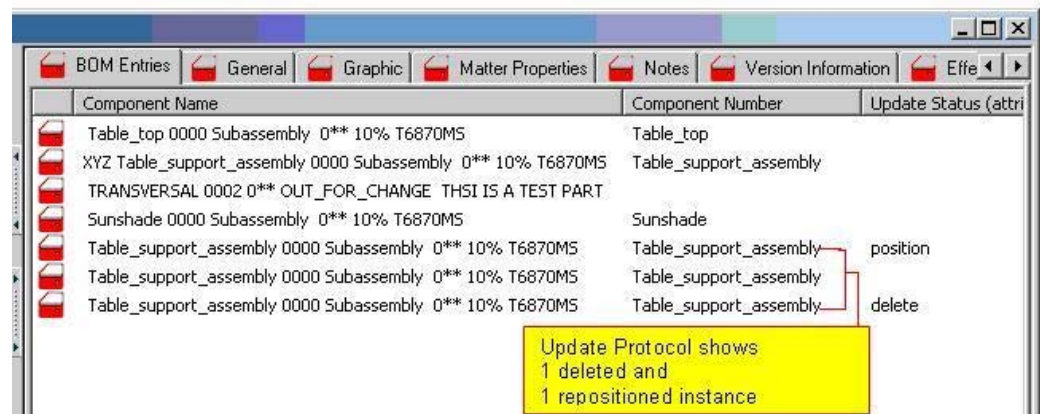 BOM Entries General Graphic Matter Properties Notes Version Information Effe
Component Name Component Number Update Status (attri
Table_top 0000 Subassembly 0** 10% T6870MS Table_top
XYZ Table_support_assembly 0000 Subassembly 0** 10% T6870MS Table_support_assembly
TRANSVERSAL 0002 0** OUT_FOR_CHANGE THSI IS A TEST PART
Sunshade 0000 Subassembly 0** 10% T6870MS Sunshade
Table_support_assembly 0000 Subassembly 0** 10% T6870MS Table_support_assembly position
Table_support_assembly 0000 Subassembly 0** 10% T6870MS Table_support_assembly
Table_support_assembly 0000 Subassembly 0** 10% T6870MS Table_support_assembly delete
Update Protocol shows
1 deleted and
1 repositioned instance